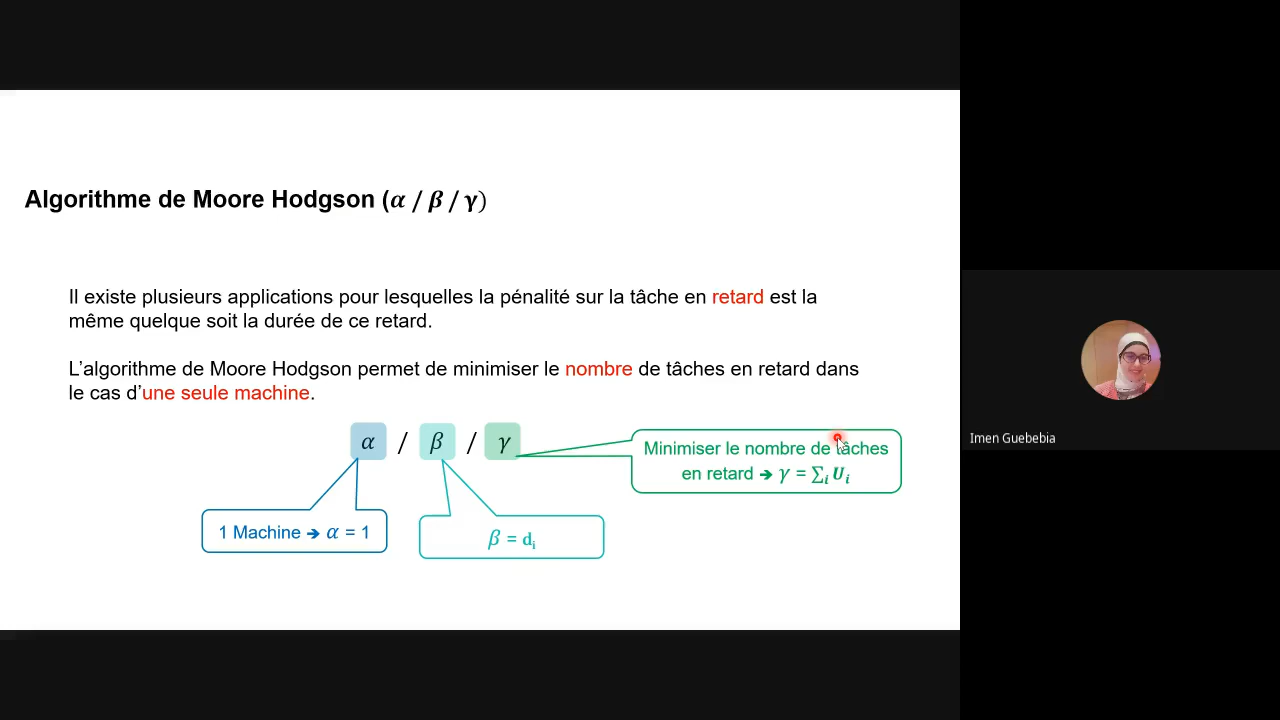 Algorithme de Moore Hodgson (α / β / γ)
Il existe plusieurs applications pour lesquelles la pénalité sur la tâche en retard est la
même quelque soit la durée de ce retard.
L'algorithme de Moore Hodgson permet de minimiser le nombre de tâches en retard dans
le cas d'une seule machine.
α / β / γ
Minimiser le nombre de tâches
en retard ➔ γ = ∑ᵢ Uᵢ
1 Machine ➔ α = 1
β = dᵢ
Imen Guebebia